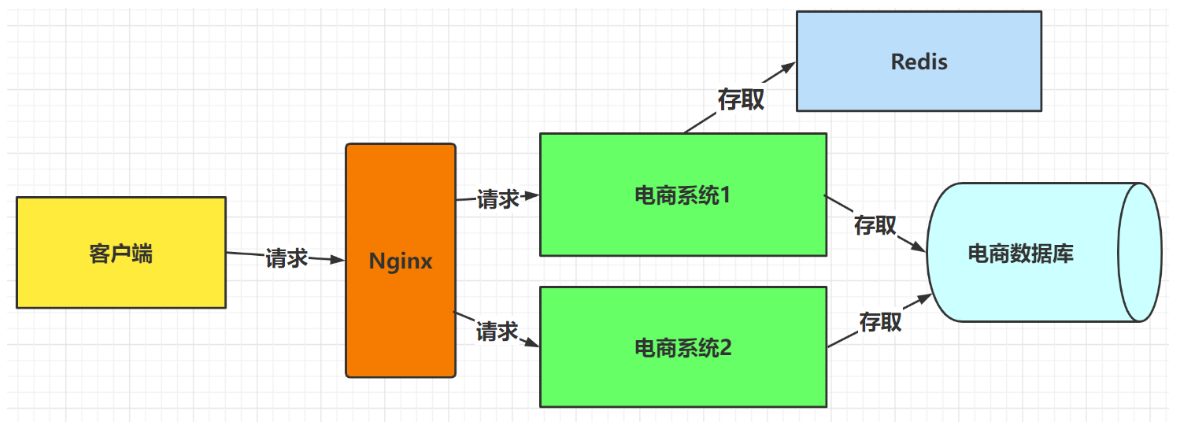 Redis
存取
电商系统1
请求
存取
客户端
请求
Nginx
电商数据库
请求
电商系统2
存取